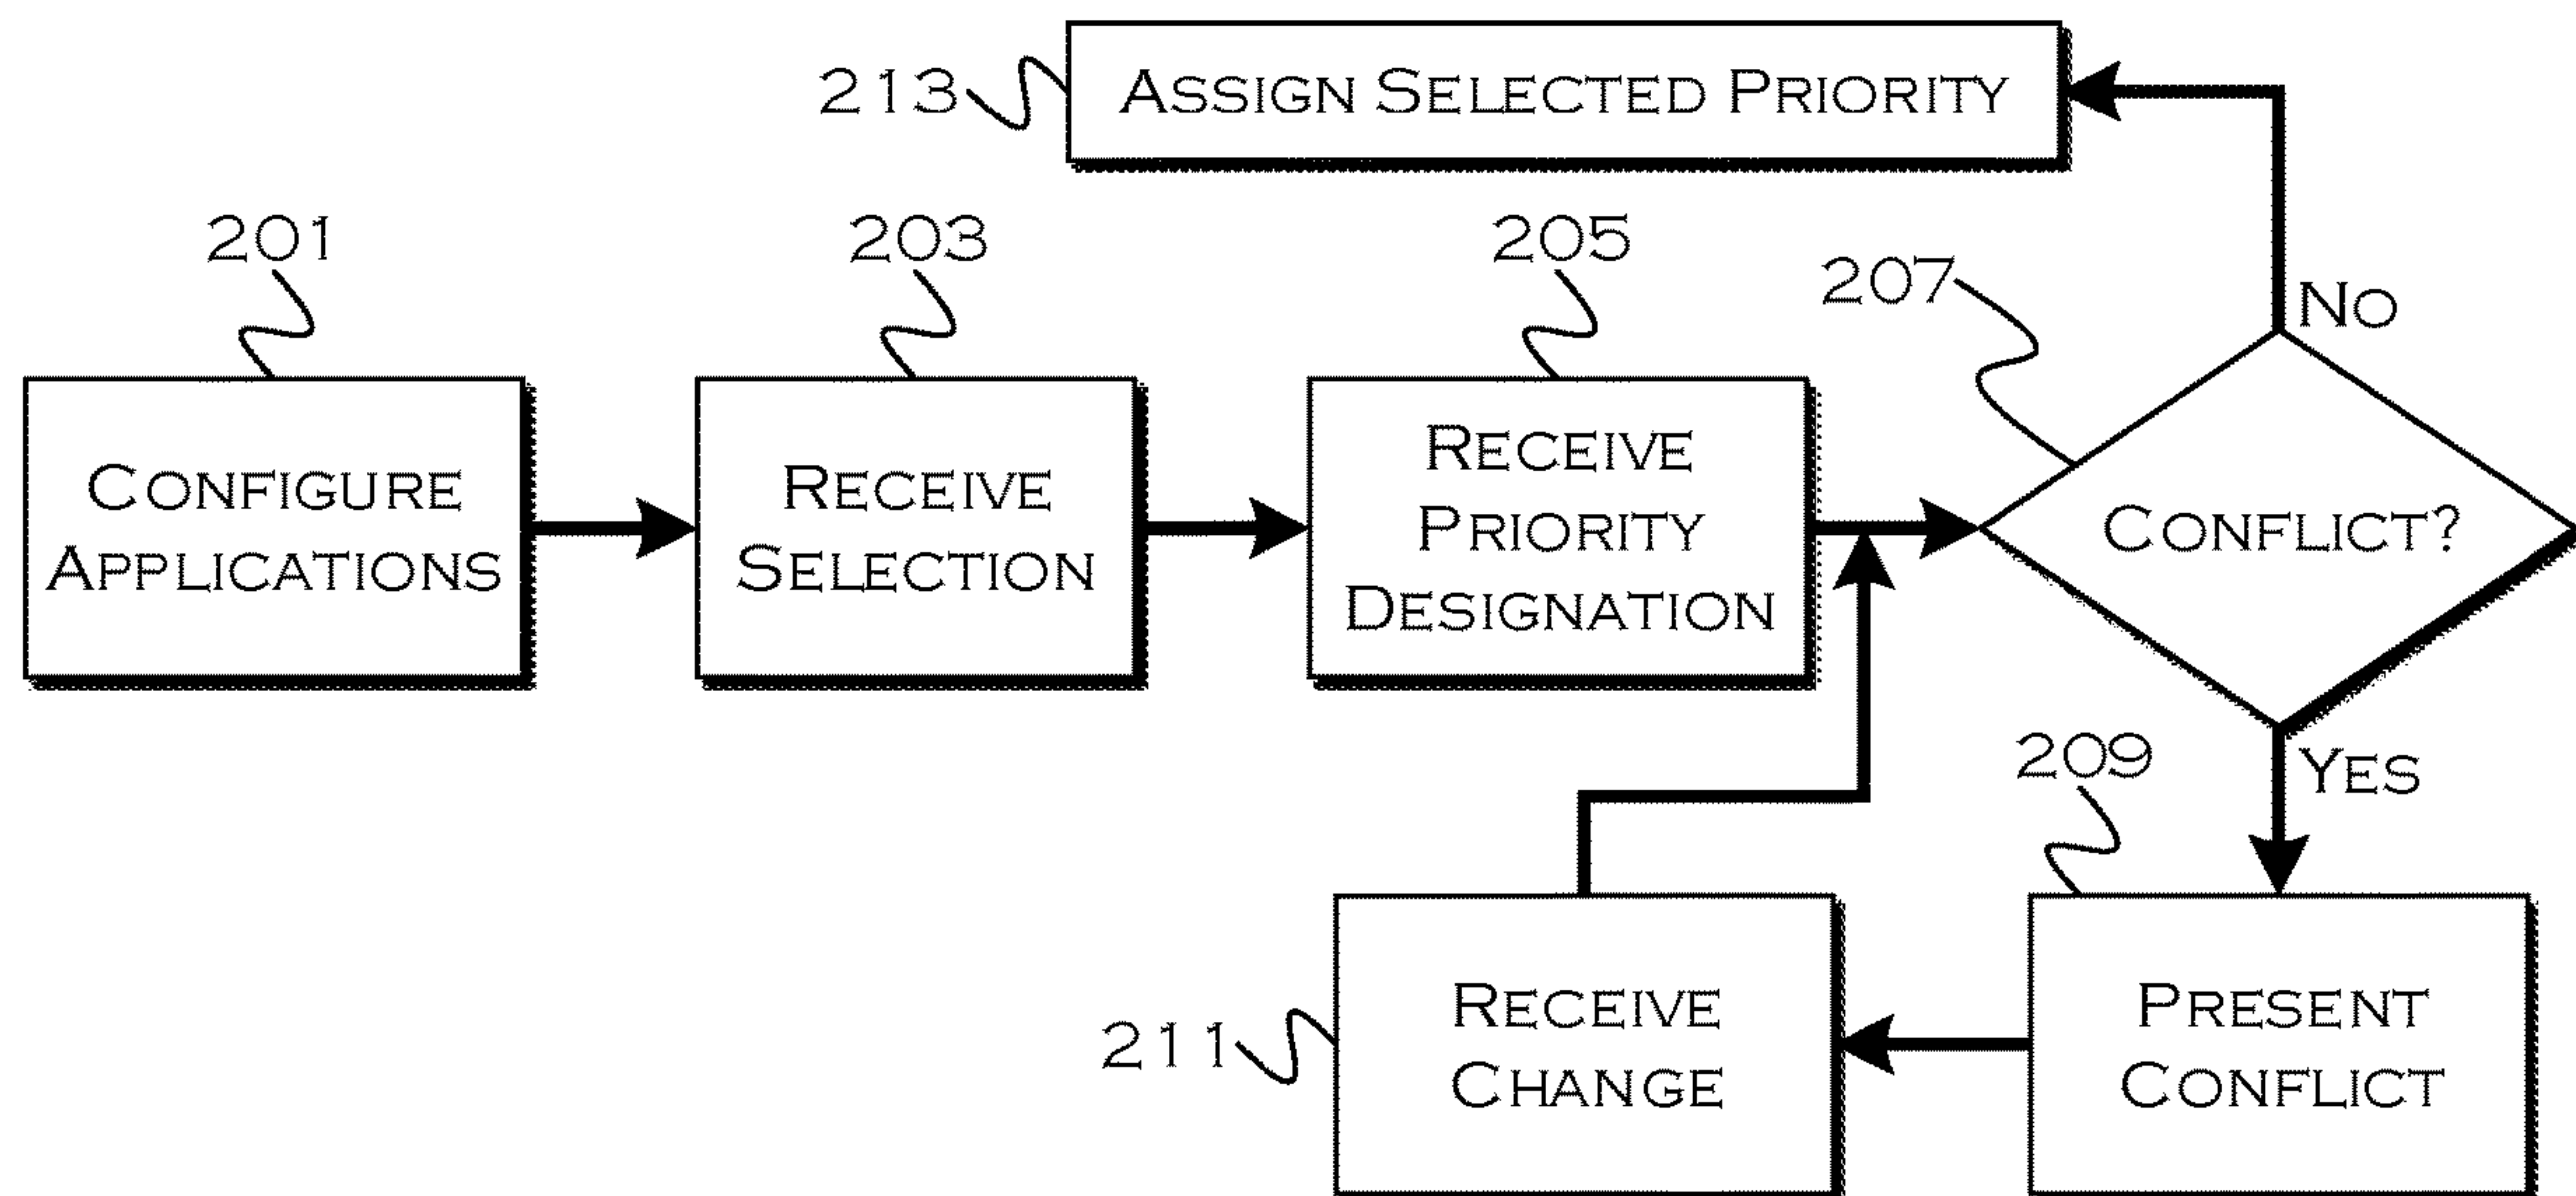 213
ASSIGN SELECTED PRIORITY
201
203
205
207
NO
CONFIGURE
APPLICATIONS
RECEIVE
SELECTION
RECEIVE
PRIORITY
DESIGNATION
CONFLICT?
YES
209
211
RECEIVE
CHANGE
PRESENT
CONFLICT